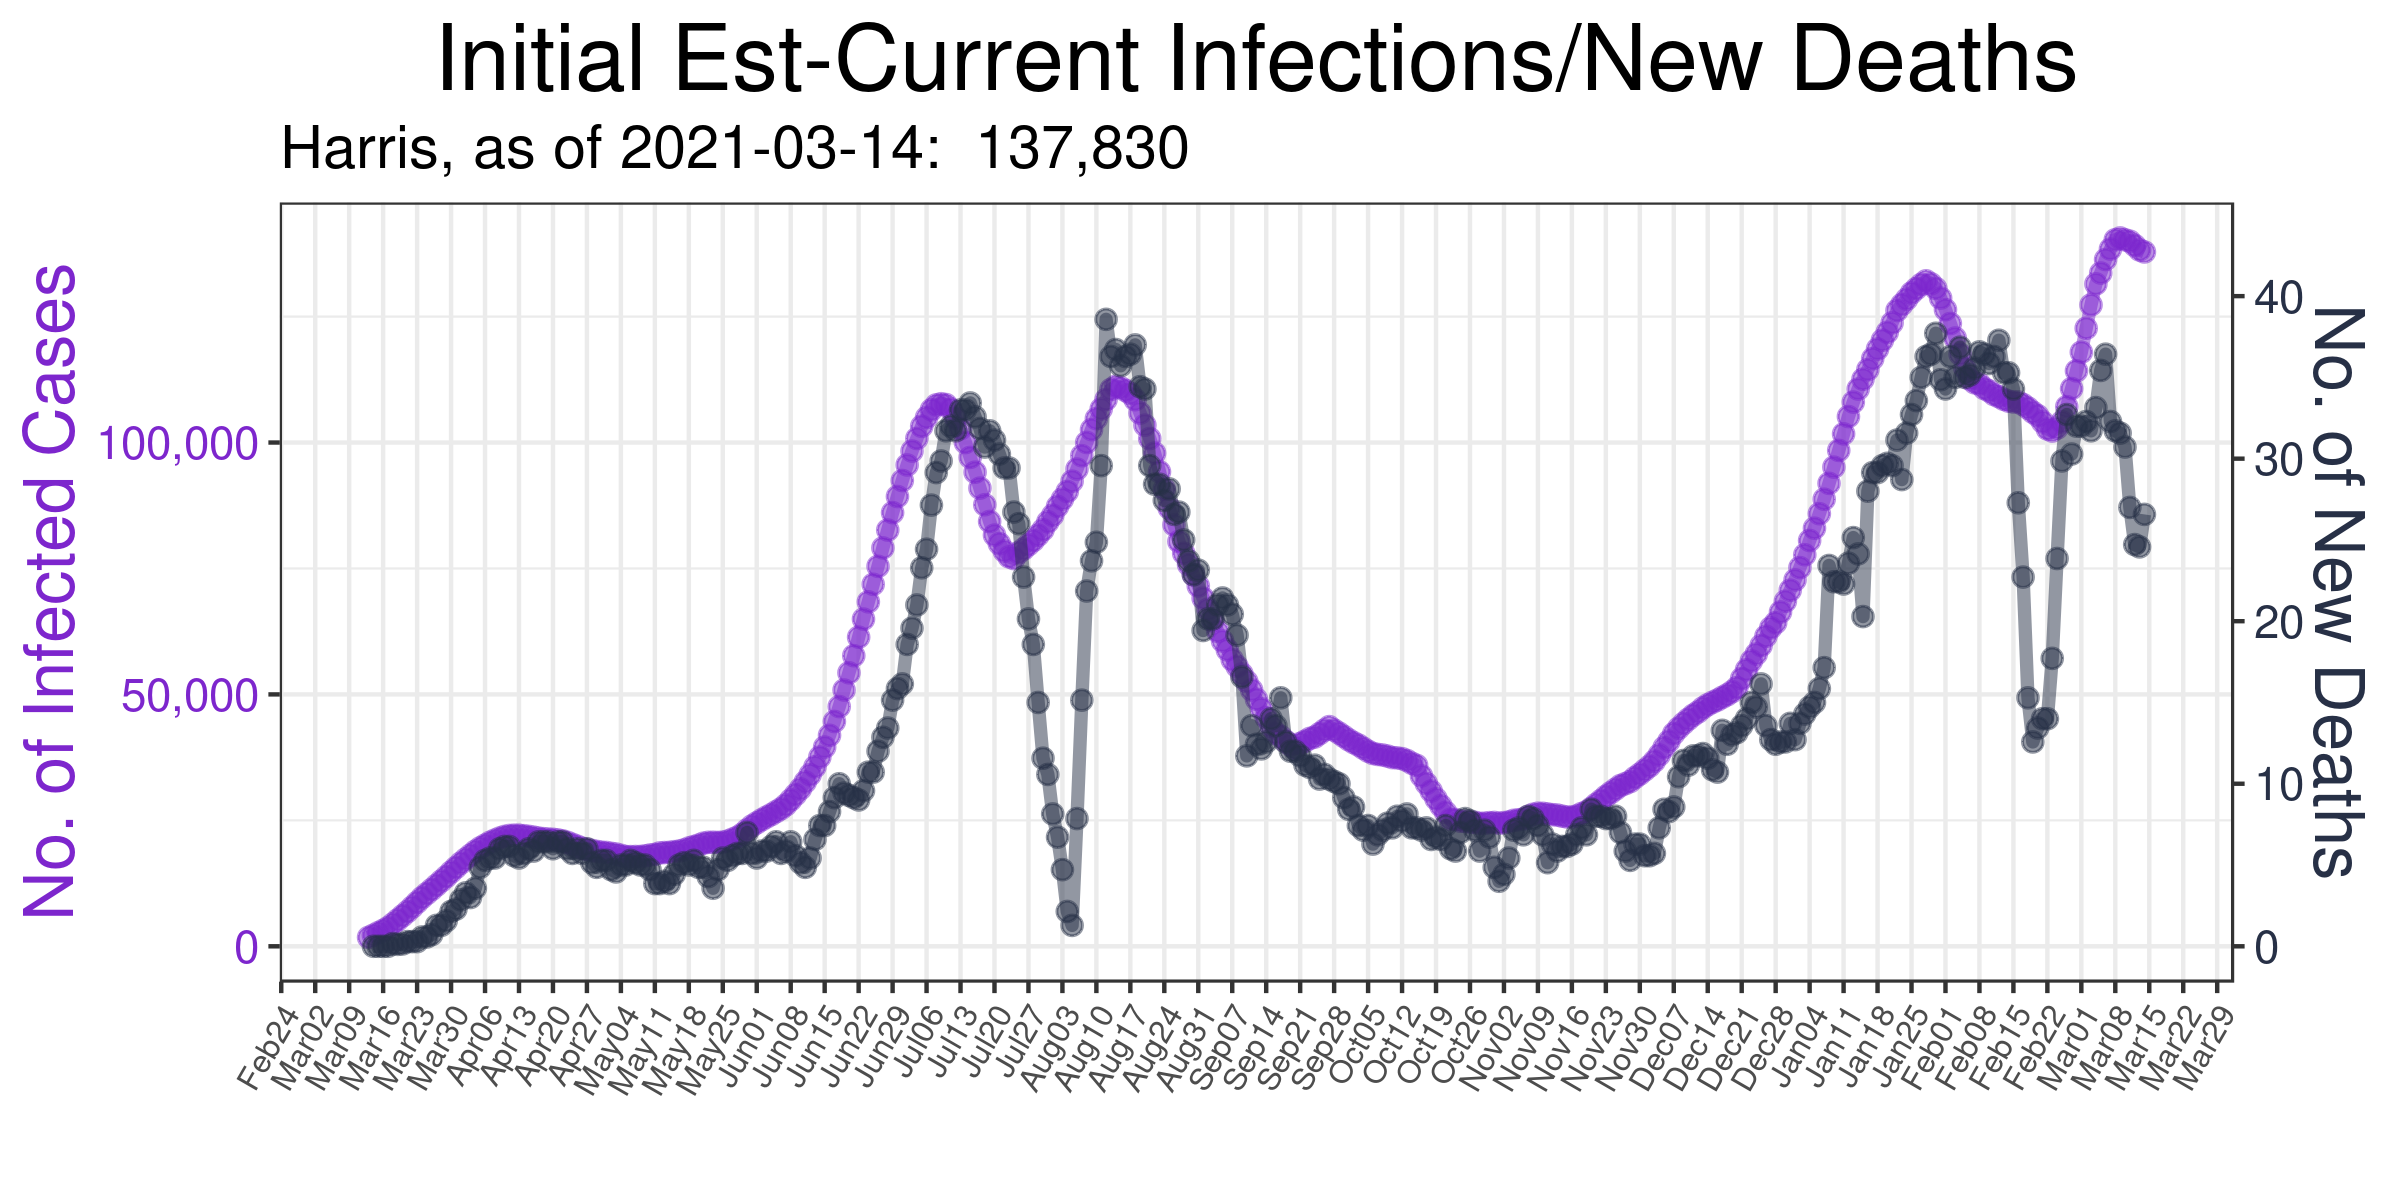 Initial Est-Current Infections/New Deaths
Harris, as of 2021-03-14:  137,830
No. of Infected Cases
100,000
50,000
0
40
30
20
10
0
No. of New Deaths
Feb24
Mar02
Mar09
Mar16
Mar23
Mar30
Apr06
Apr13
Apr20
Apr27
May04
May11
May18
May25
Jun01
Jun08
Jun15
Jun22
Jun29
Jul06
Jul13
Jul20
Jul27
Aug03
Aug10
Aug17
Aug24
Aug31
Sep07
Sep14
Sep21
Sep28
Oct05
Oct12
Oct19
Oct26
Nov02
Nov09
Nov16
Nov23
Nov30
Dec07
Dec14
Dec21
Dec28
Jan04
Jan11
Jan18
Jan25
Feb01
Feb08
Feb15
Feb22
Mar01
Mar08
Mar15
Mar22
Mar29